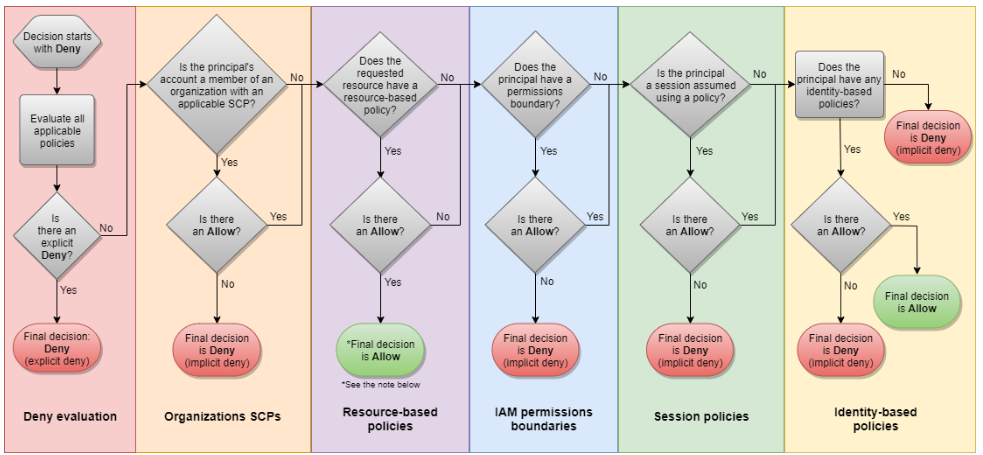 Decision starts
with Deny
Evaluate all
applicable
policies
Is
there an
explicit
Deny?
No
Yes
Final decision:
Deny
(explicit deny)
Deny evaluation
Is the principal's
account a member of an
organization with an
applicable SCP?
No
Yes
Is there
an Allow?
Yes
No
Final decision
is Deny
(implicit deny)
Organizations SCPs
Does the
requested
resource have a
resource-based
policy?
No
Yes
Is there
an Allow?
No
Yes
*Final decision
is Allow
*See the note below
Resource-based
policies
Does the
principal have a
permissions
boundary?
No
Yes
Is there
an Allow?
Yes
No
Final decision
is Deny
(implicit deny)
IAM permissions
boundaries
Is the principal
a session assumed
using a policy?
No
Yes
Is there
an Allow?
Yes
No
Final decision
is Deny
(implicit deny)
Session policies
Does the
principal have any
identity-based
policies?
No
Final decision
is Deny
(implicit deny)
Yes
Is there
an Allow?
Yes
Final decision
is Allow
No
Final decision
is Deny
(implicit deny)
Identity-based
policies